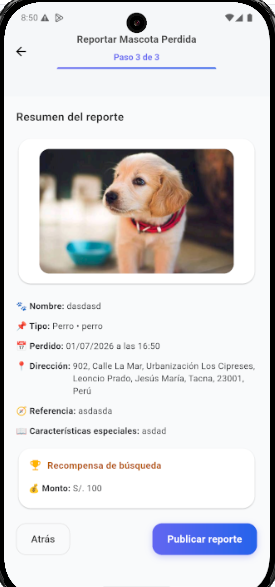 8:50
Reportar Mascota Perdida
Paso 3 de 3
Resumen del reporte
Nombre: dasdasd
Tipo: Perro • perro
Perdido: 01/07/2026 a las 16:50
Dirección: 902, Calle La Mar, Urbanización Los Cipreses,
Leoncio Prado, Jesús María, Tacna, 23001,
Perú
Referencia: asdasda
Características especiales: asdad
Recompensa de búsqueda
Monto: S/. 100
Atrás
Publicar reporte